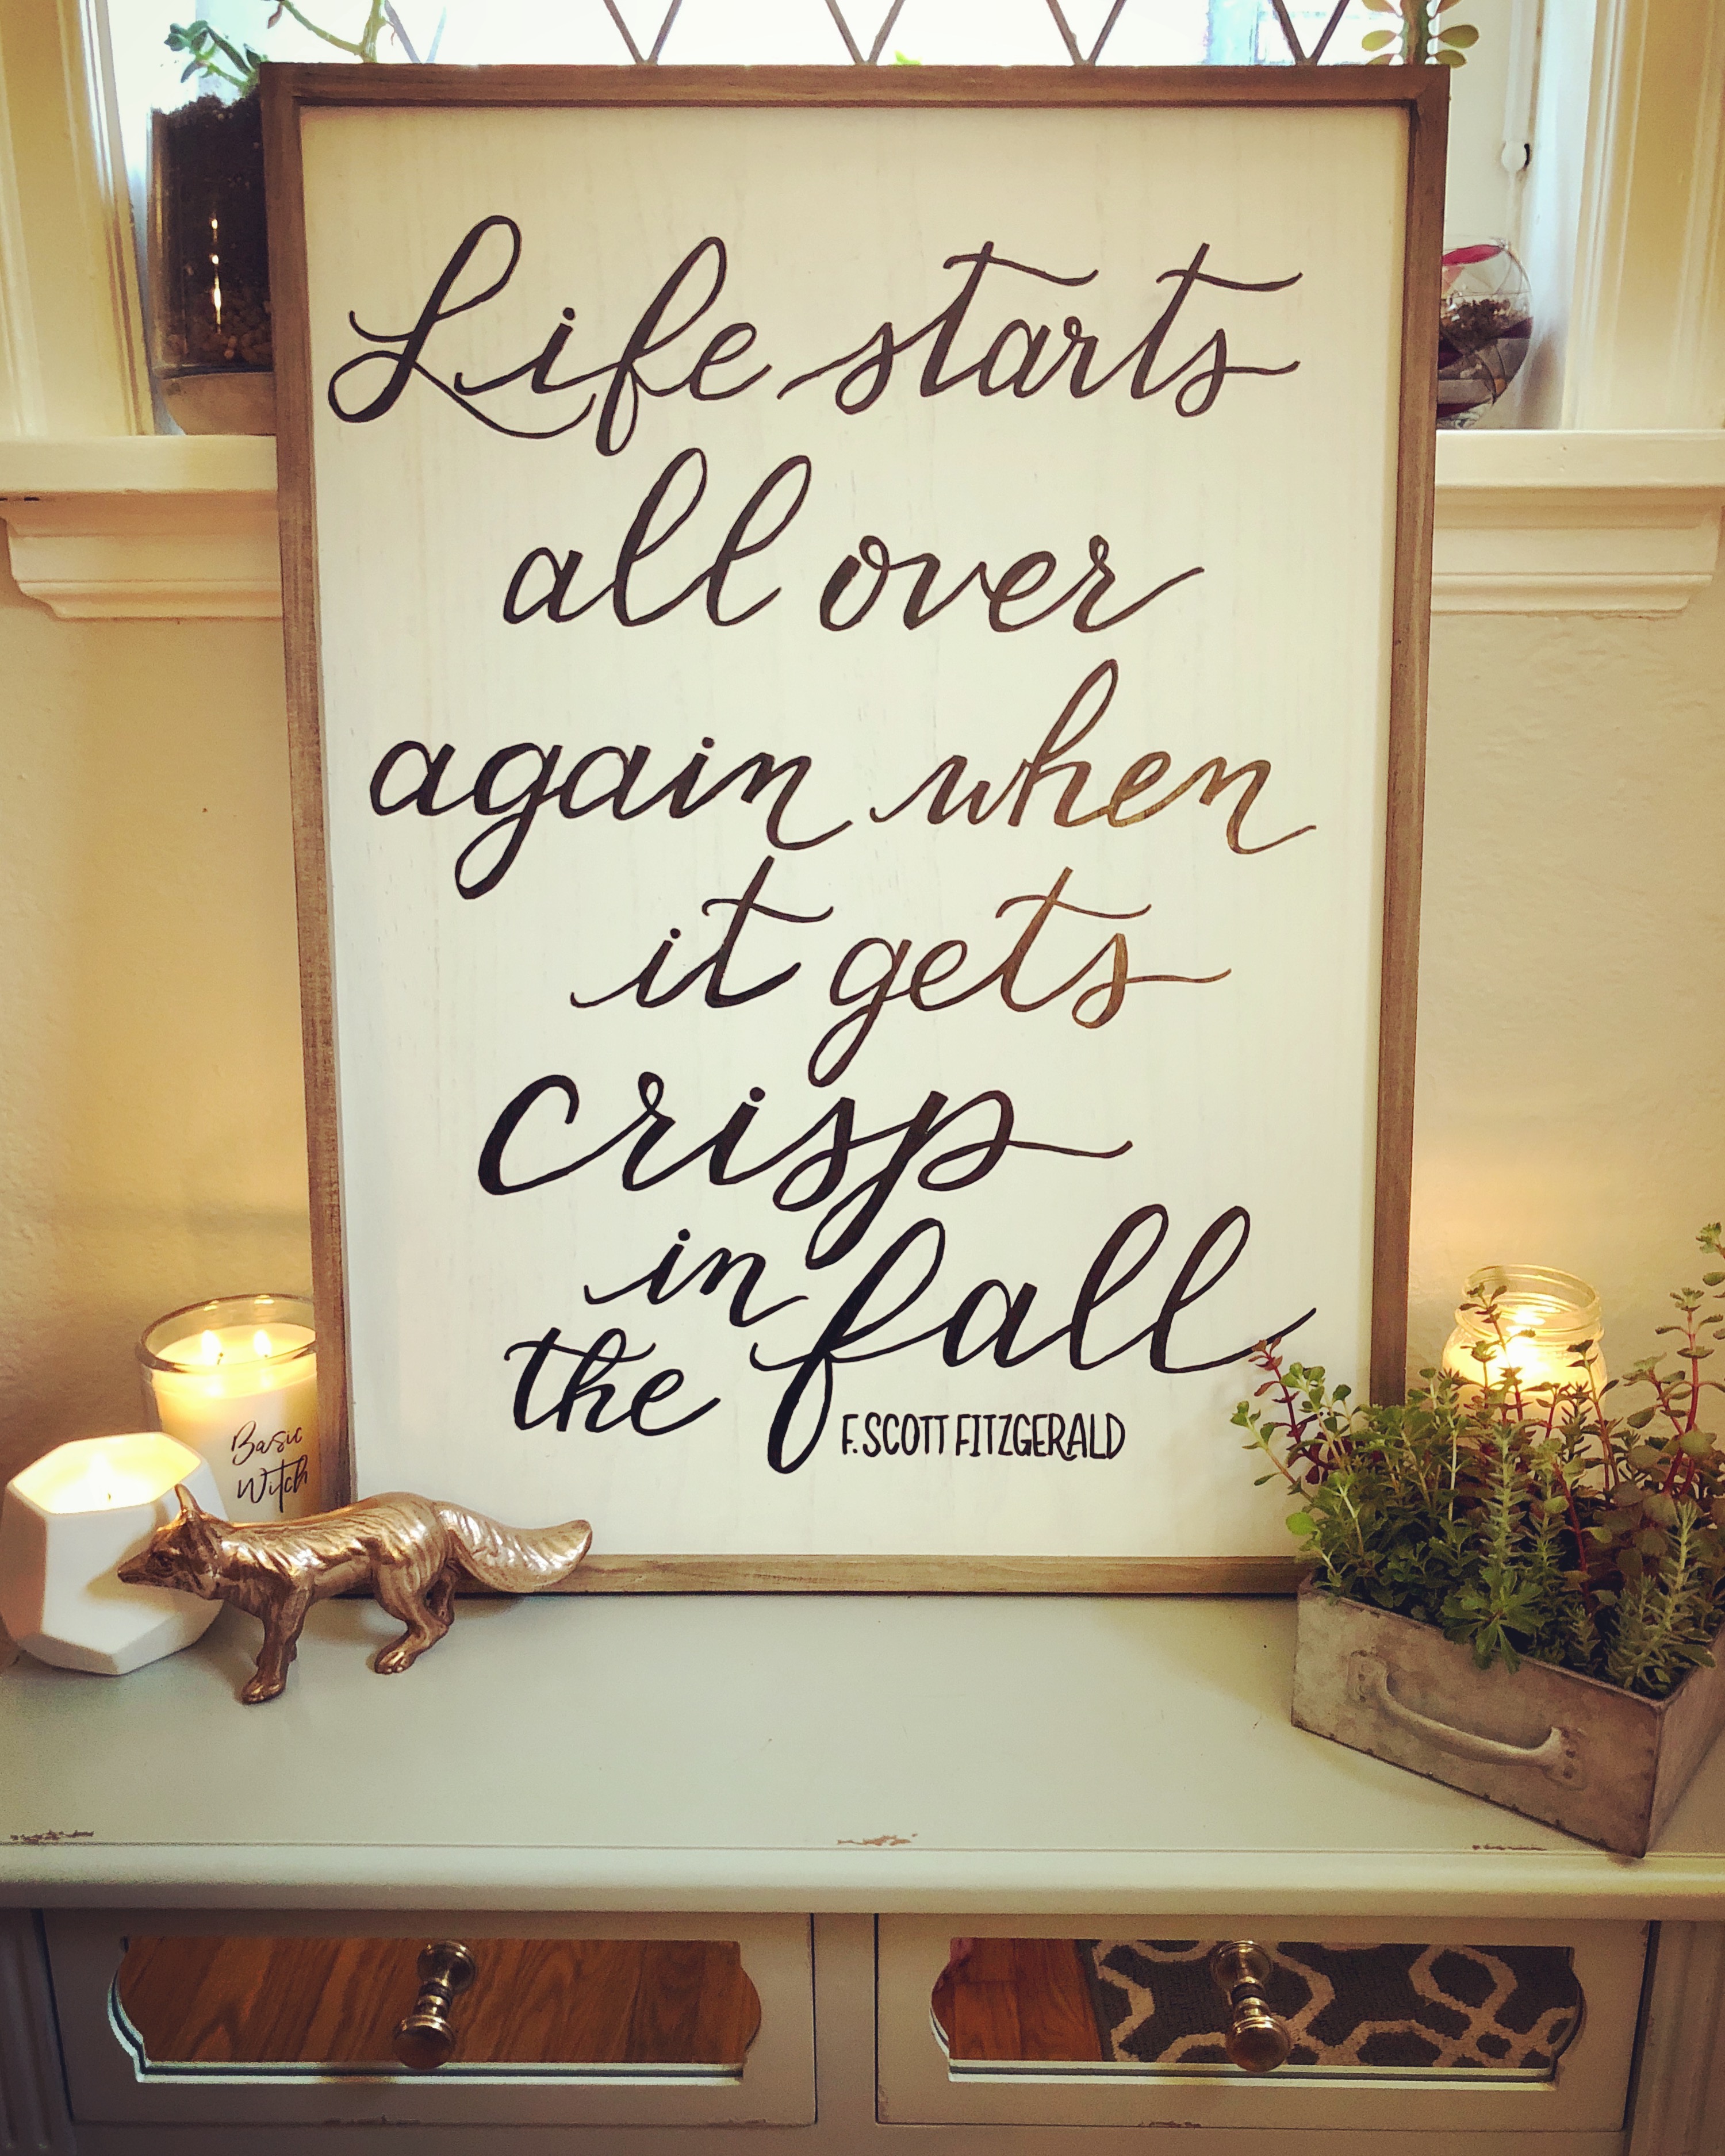 Life starts
all over
again when
it gets
crisp
in fall
the
F. SCOTT FITZGERALD
Basic
Witch